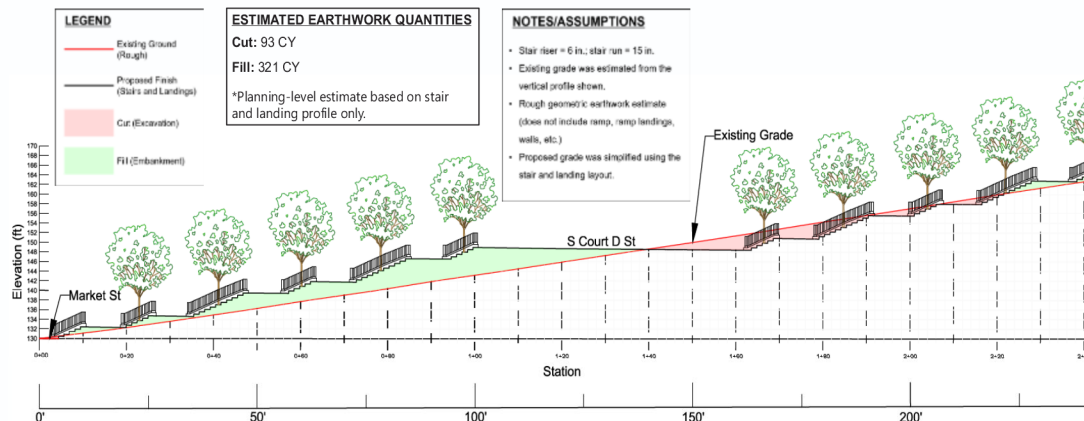 LEGEND
Existing Ground
(Rough)
Proposed Finish
(Stairs and Landings)
Cut (Excavation)
Fill (Embankment)
ESTIMATED EARTHWORK QUANTITIES
Cut: 93 CY
Fill: 321 CY
*Planning-level estimate based on stair
and landing profile only.
NOTES/ASSUMPTIONS
• Stair riser = 6 in.; stair run = 15 in.
• Existing grade was estimated from the
vertical profile shown.
• Rough geometric earthwork estimate
(does not include ramp, ramp landings,
walls, etc.)
• Proposed grade was simplified using the
stair and landing layout.
Existing Grade
S Court D St
Market St
Elevation (ft)
170
168
166
164
162
160
158
156
154
152
150
148
146
144
142
140
138
136
134
132
130
0+00 0+20 0+40 0+60 0+80 1+00 1+20 1+40 1+60 1+80 2+00 2+20
Station
0' 50' 100' 150' 200'